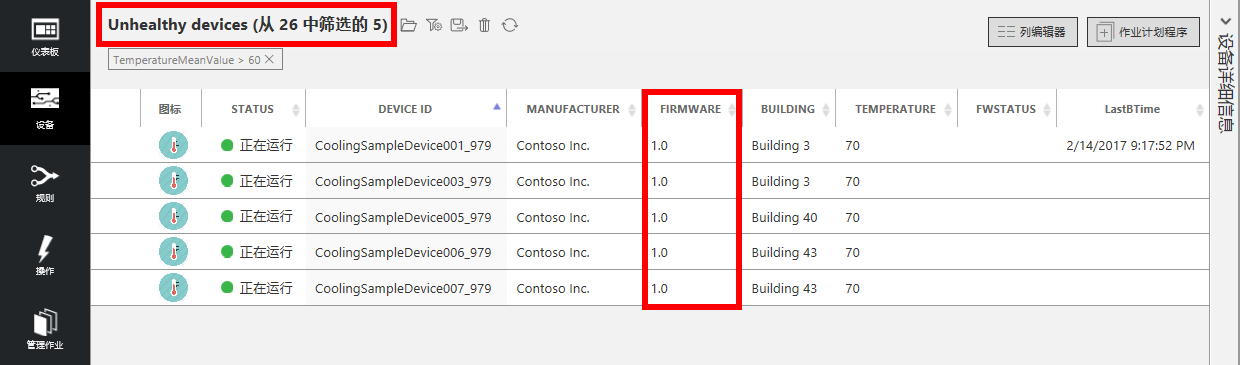 Unhealthy devices (从 26 中筛选的 5)
TemperatureMeanValue > 60
列编辑器
作业计划程序
设备详细信息
仪表板
设备
规则
操作
管理作业
图标 STATUS DEVICE ID MANUFACTURER FIRMWARE BUILDING TEMPERATURE FWSTATUS LastBTime
正在运行 CoolingSampleDevice001_979 Contoso Inc. 1.0 Building 3 70 2/14/2017 9:17:52 PM
正在运行 CoolingSampleDevice003_979 Contoso Inc. 1.0 Building 3 70
正在运行 CoolingSampleDevice005_979 Contoso Inc. 1.0 Building 40 70
正在运行 CoolingSampleDevice006_979 Contoso Inc. 1.0 Building 43 70
正在运行 CoolingSampleDevice007_979 Contoso Inc. 1.0 Building 43 70